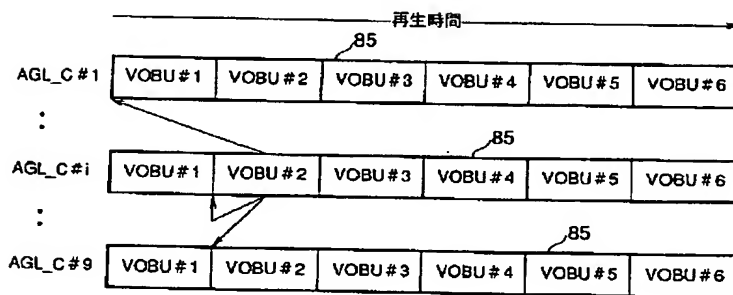 再生時間
85
AGL_C#1 VOBU#1 VOBU#2 VOBU#3 VOBU#4 VOBU#5 VOBU#6
:
85
AGL_C#i VOBU#1 VOBU#2 VOBU#3 VOBU#4 VOBU#5 VOBU#6
:
85
AGL_C#9 VOBU#1 VOBU#2 VOBU#3 VOBU#4 VOBU#5 VOBU#6